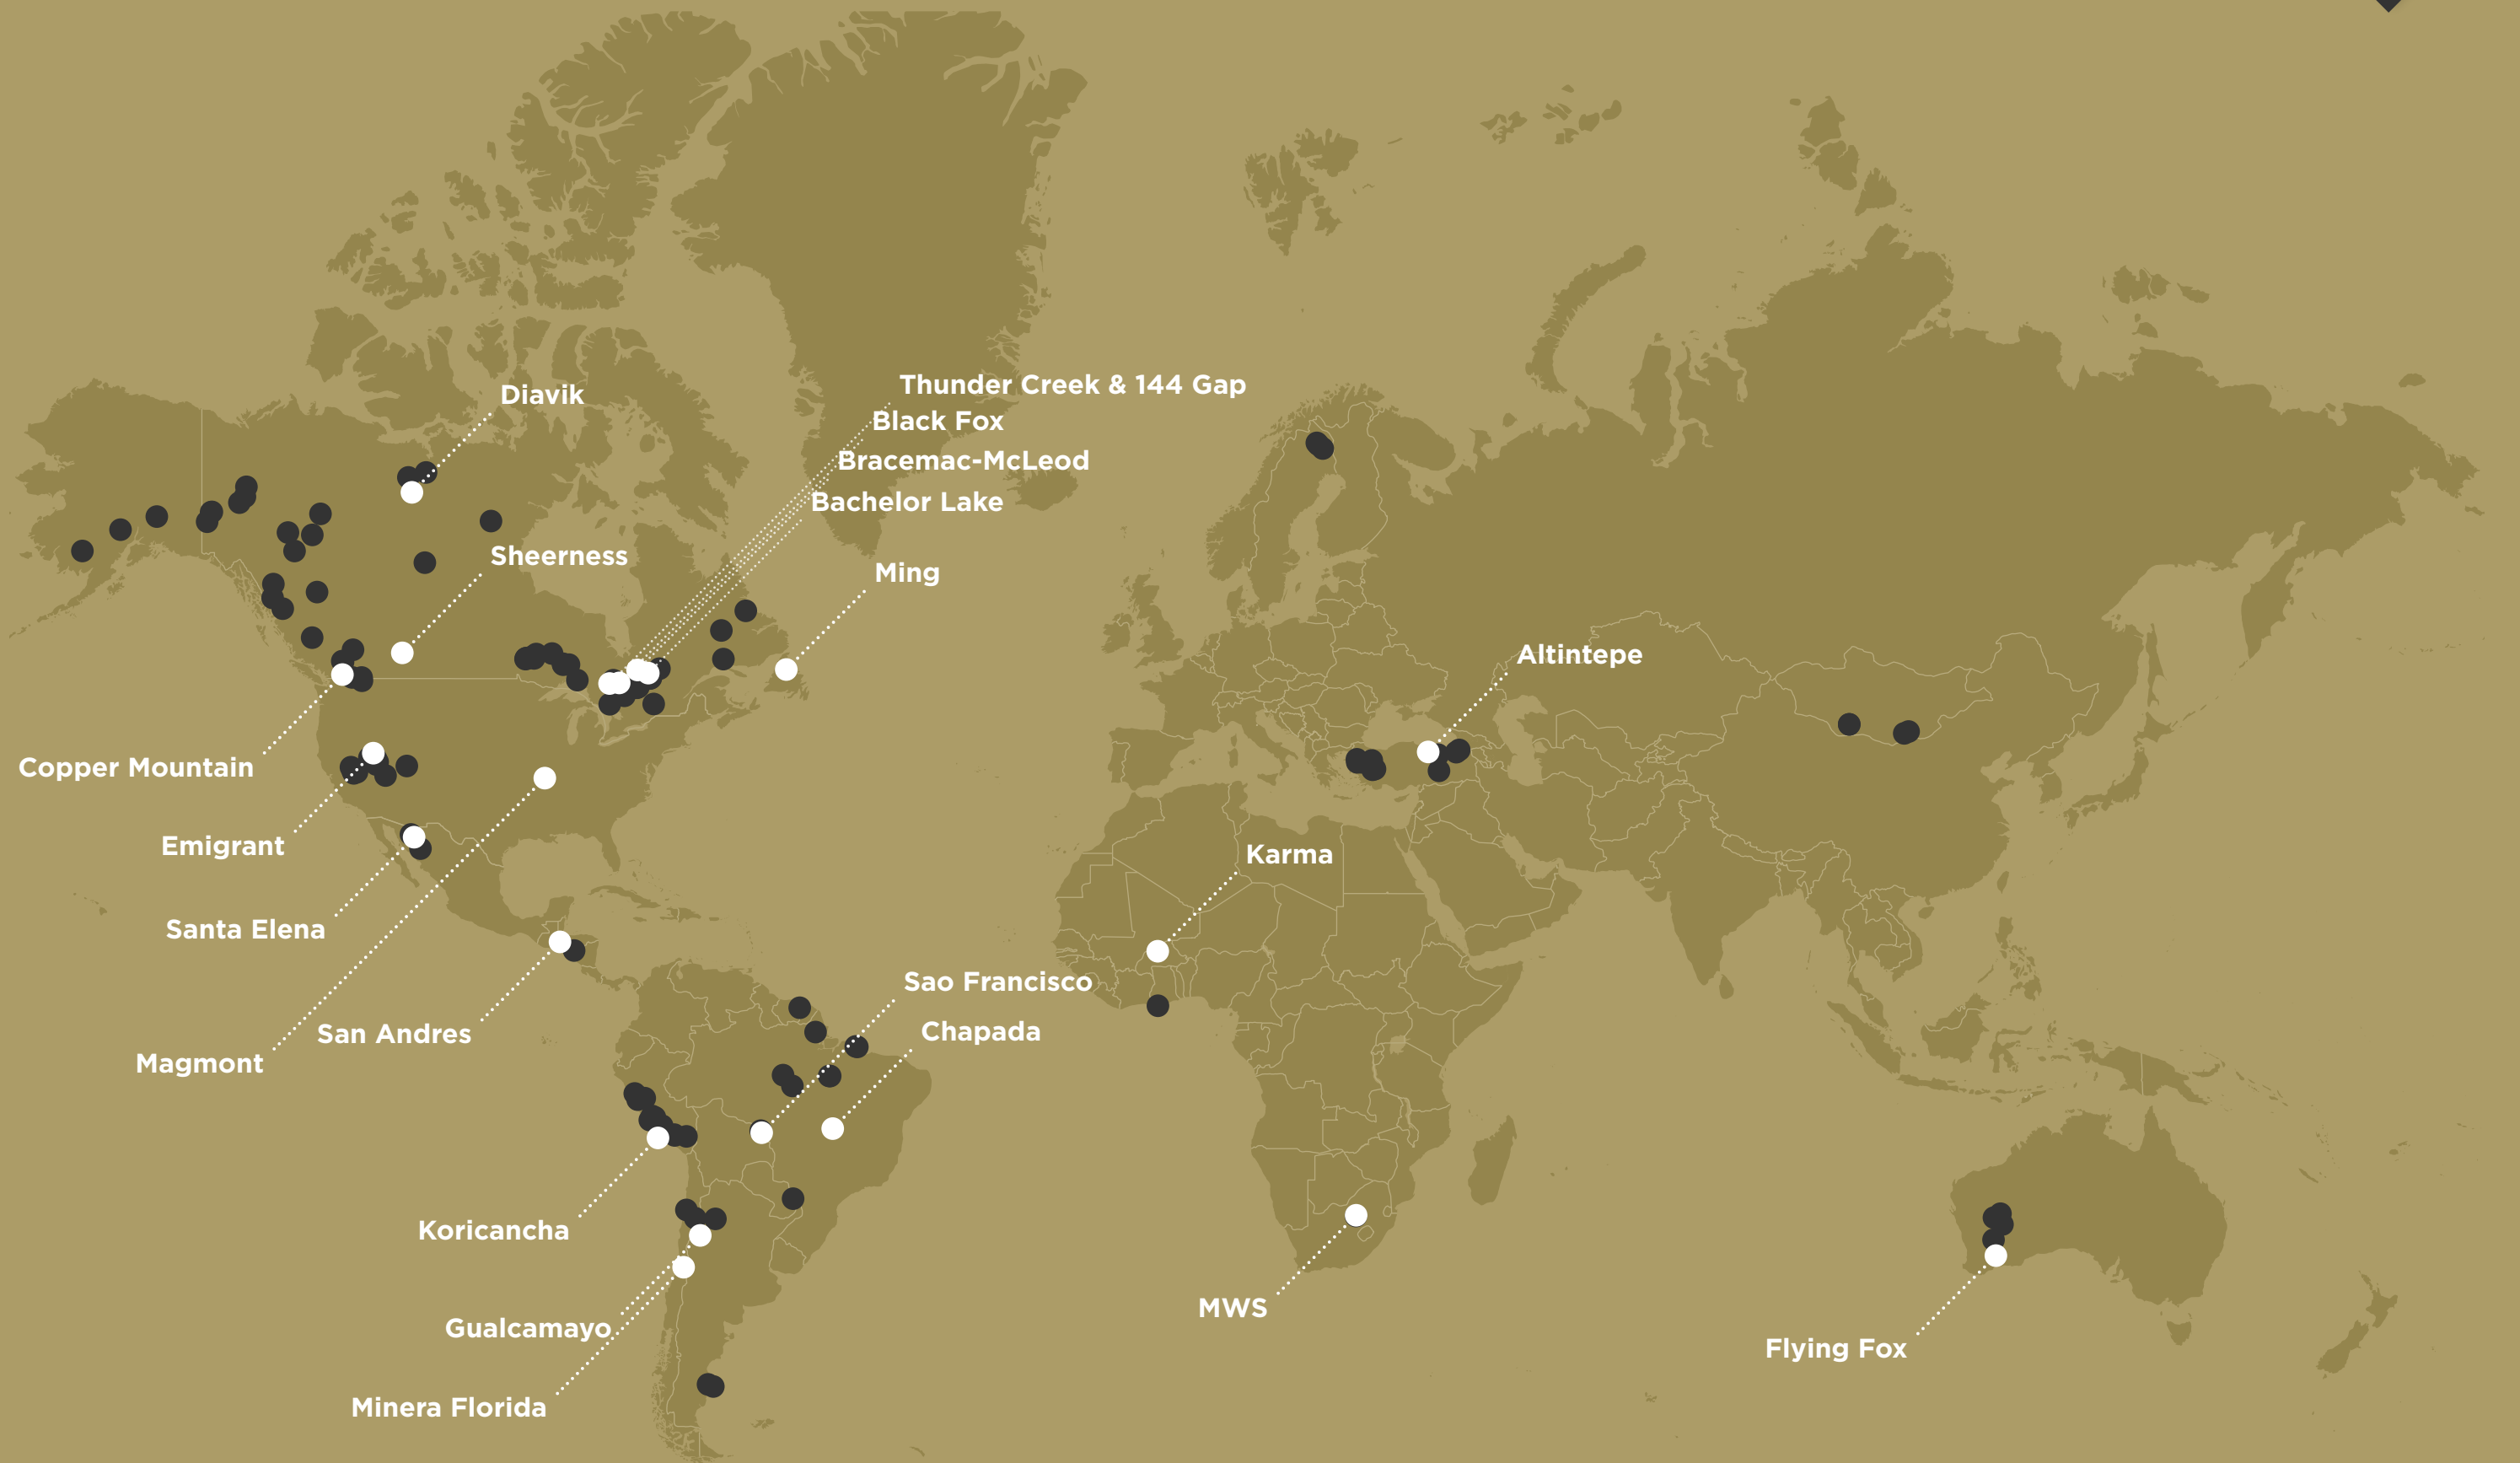 Thunder Creek & 144 Gap
Diavik
Black Fox
Bracemac-McLeod
Bachelor Lake
Sheerness
Ming
Altintepe
Copper Mountain
Emigrant
Karma
Santa Elena
Sao Francisco
San Andres
Chapada
Magmont
Koricancha
MWS
Gualcamayo
Flying Fox
Minera Florida